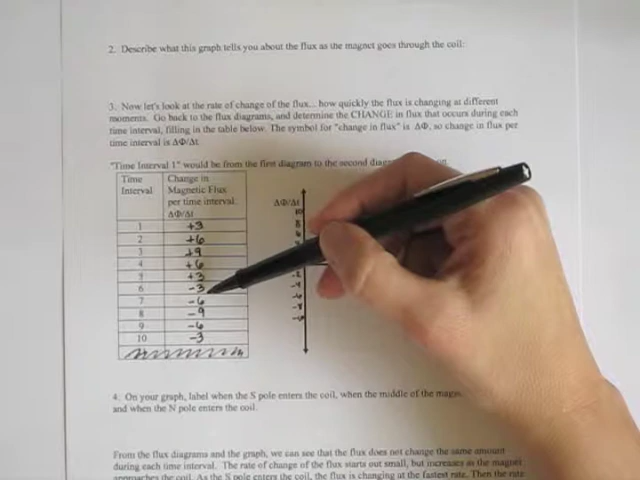 2. Describe what this graph tells you about the flux as the magnet goes through the coil:
3. Now let's look at the rate of change of the flux... how quickly the flux is changing at different
moments. Go back to the flux diagrams, and determine the CHANGE in flux that occurs during each
time interval, filling in the table below. The symbol for "change in flux" is ΔΦ, so change in flux per
time interval is ΔΦ/Δt
"Time Interval 1" would be from the first diagram to the second
Time Interval
Change in Magnetic Flux per time interval. ΔΦ/Δt
1 +3
2 +6
3 +9
4 +6
5 +3
6 -3
7 -6
8 -9
9 -6
10 -3
ΔΦ/Δt
10
8
6
-2
-4
-6
-8
4. On your graph, label when the S pole enters the coil, when the middle of the
and when the N pole enters the coil.
From the flux diagrams and the graph, we can see that the flux does not change the same amount
during each time interval. The rate of change of the flux starts out small, but increases as the magnet
approaches the coil. As the S pole enters the coil, the flux is changing at the fastest rate. Then the rate